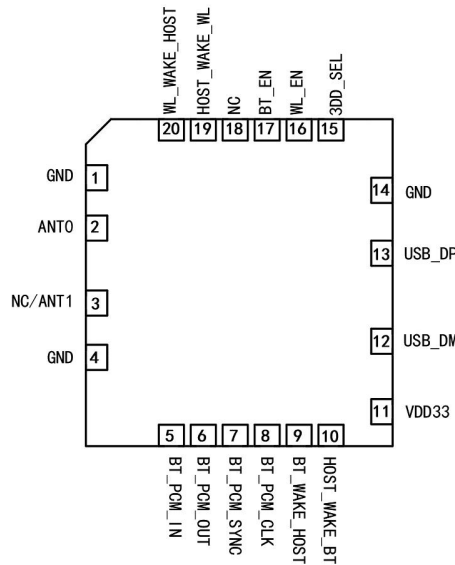 WL_WAKE_HOST
HOST_WAKE_WL
NC
BT_EN
WL_EN
3DD_SEL
20
19
18
17
16
15
GND 1
ANT0 2
NC/ANT1 3
GND 4
14 GND
13 USB_DP
12 USB_DM
11 VDD33
5
6
7
8
9
10
BT_PCM_IN
BT_PCM_OUT
BT_PCM_SYNC
BT_PCM_CLK
BT_WAKE_HOST
HOST_WAKE_BT